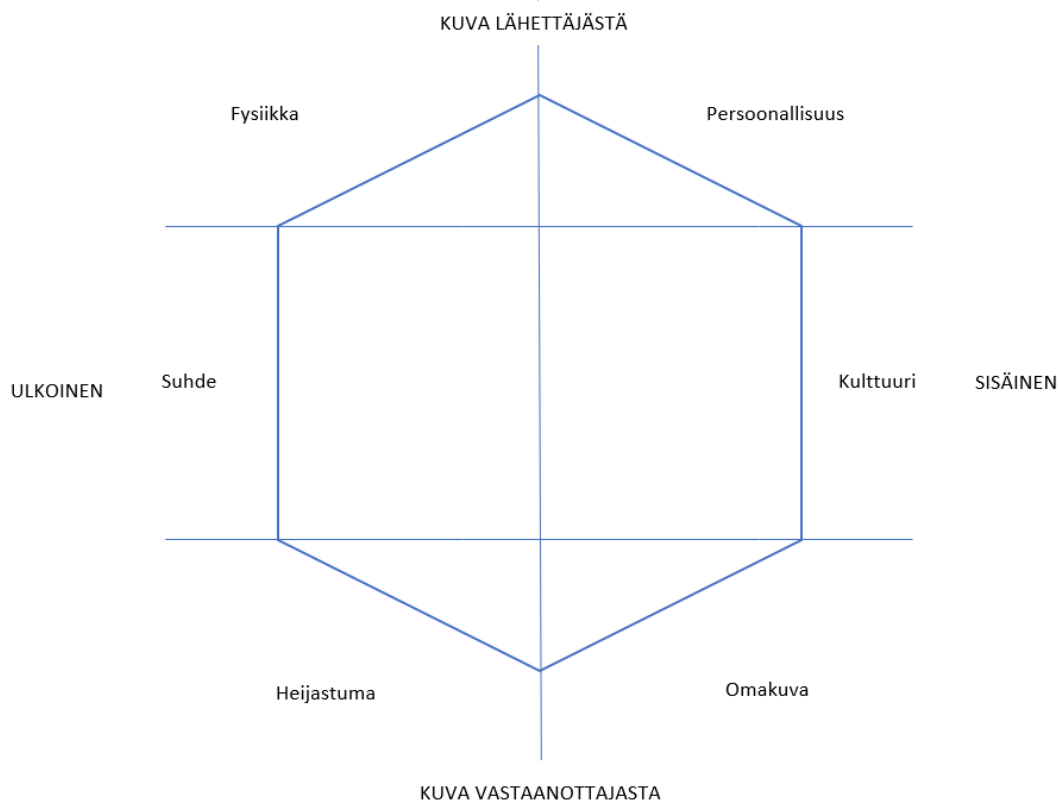 KUVA LÄHETTÄJÄSTÄ
Fysiikka
Persoonallisuus
ULKOINEN
Suhde
Kulttuuri
SISÄINEN
Heijastuma
Omakuva
KUVA VASTAANOTTAJASTA